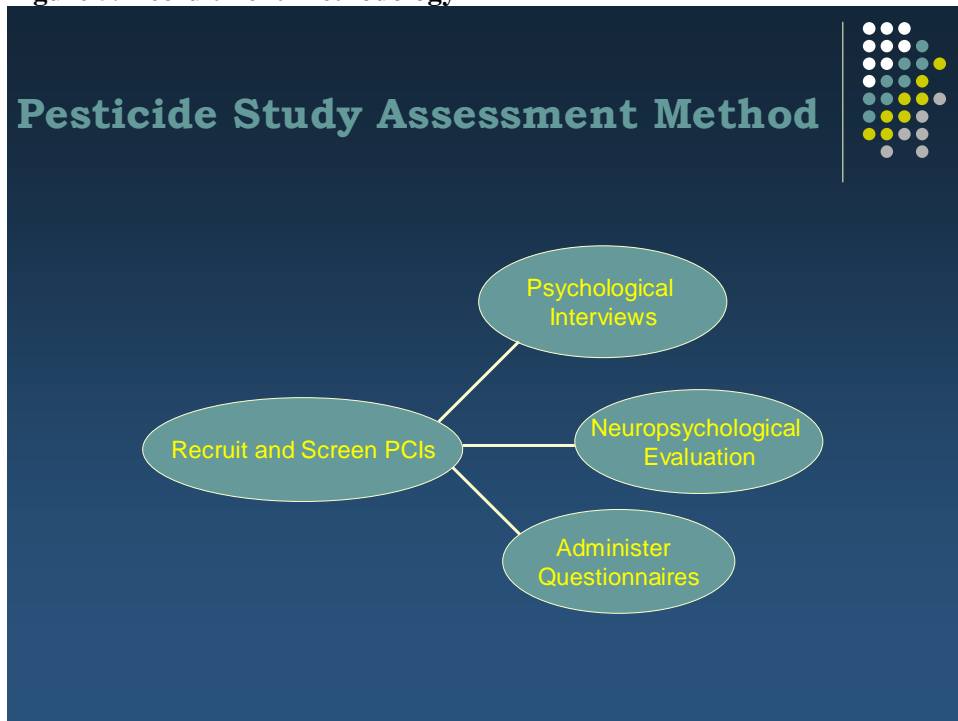 Pesticide Study Assessment Method
Psychological
Interviews
Recruit and Screen PCIs
Neuropsychological
Evaluation
Administer
Questionnaires